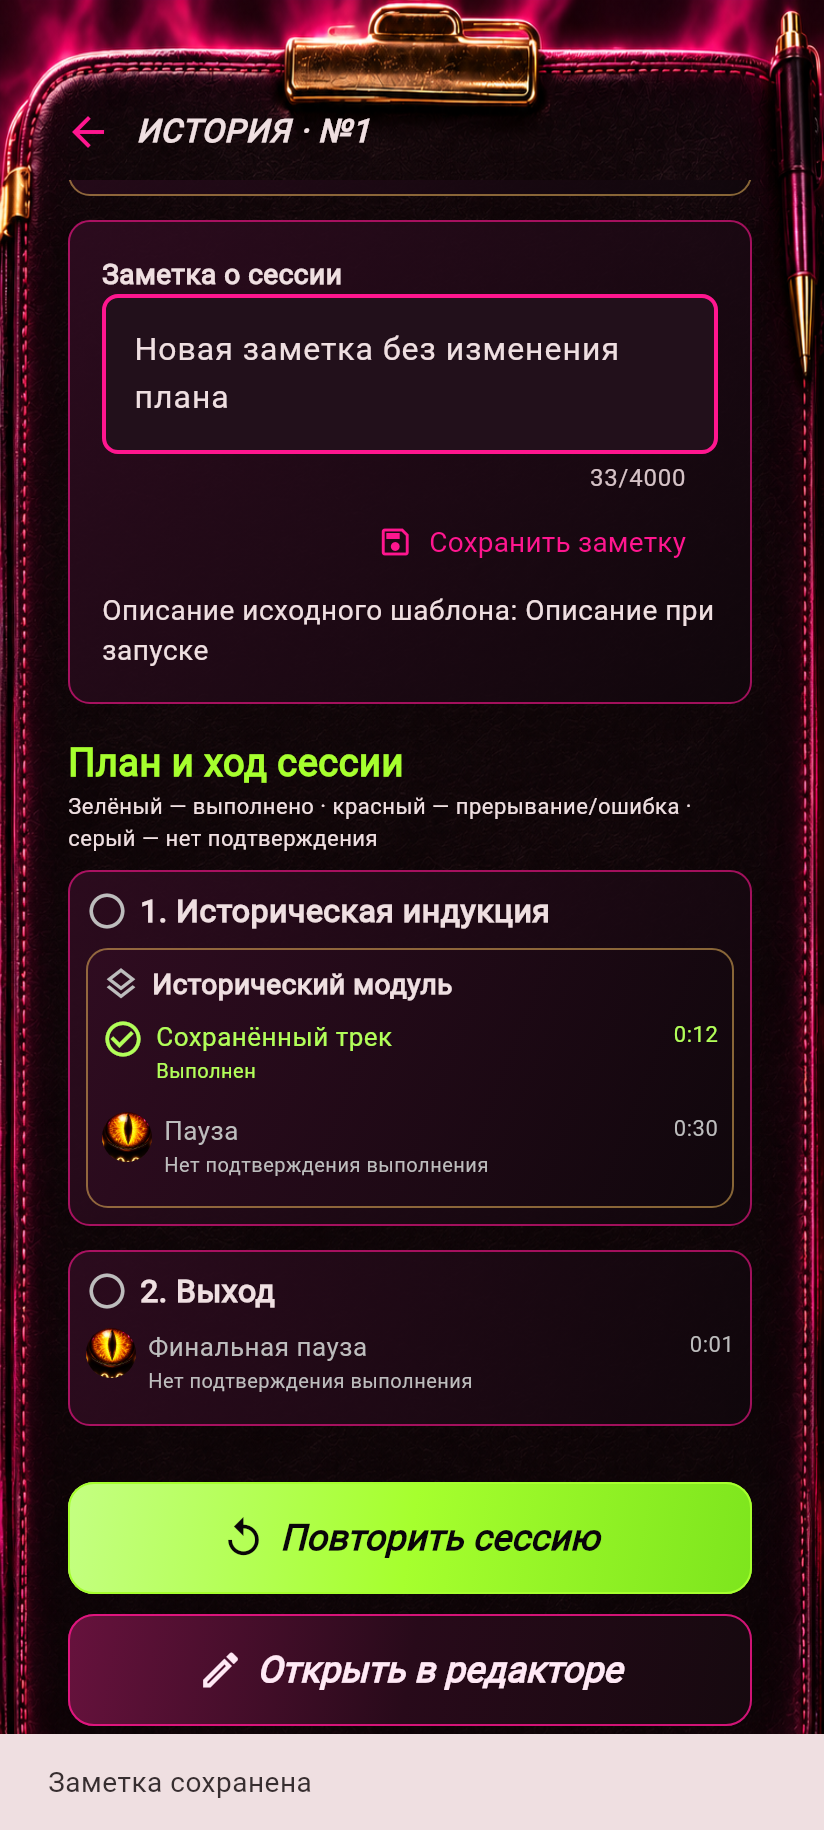 ИСТОРИЯ · №1
Заметка о сессии
Новая заметка без изменения
плана
33/4000
Сохранить заметку
Описание исходного шаблона: Описание при
запуске
План и ход сессии
Зелёный — выполнено · красный — прерывание/ошибка ·
серый — нет подтверждения
1. Историческая индукция
Исторический модуль
Сохранённый трек 0:12
Выполнен
Пауза 0:30
Нет подтверждения выполнения
2. Выход
Финальная пауза 0:01
Нет подтверждения выполнения
Повторить сессию
Открыть в редакторе
Заметка сохранена